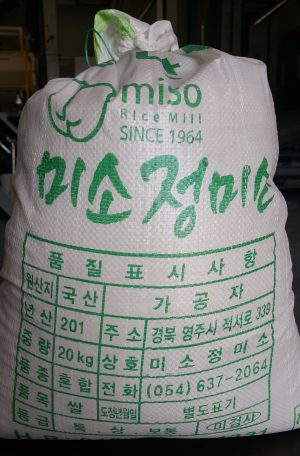 miso
Rice Mill
SINCE 1964
미소정미소
품질표시사항
원산지 국산 가공자
년산 201 주소 경북 영주시 적서로 339
중량 20kg 상호 미소정미소
품종 혼합 전화 (054) 637-2064
품목 쌀 도정년월일 별도표기
등급 특 상 보통 미검사